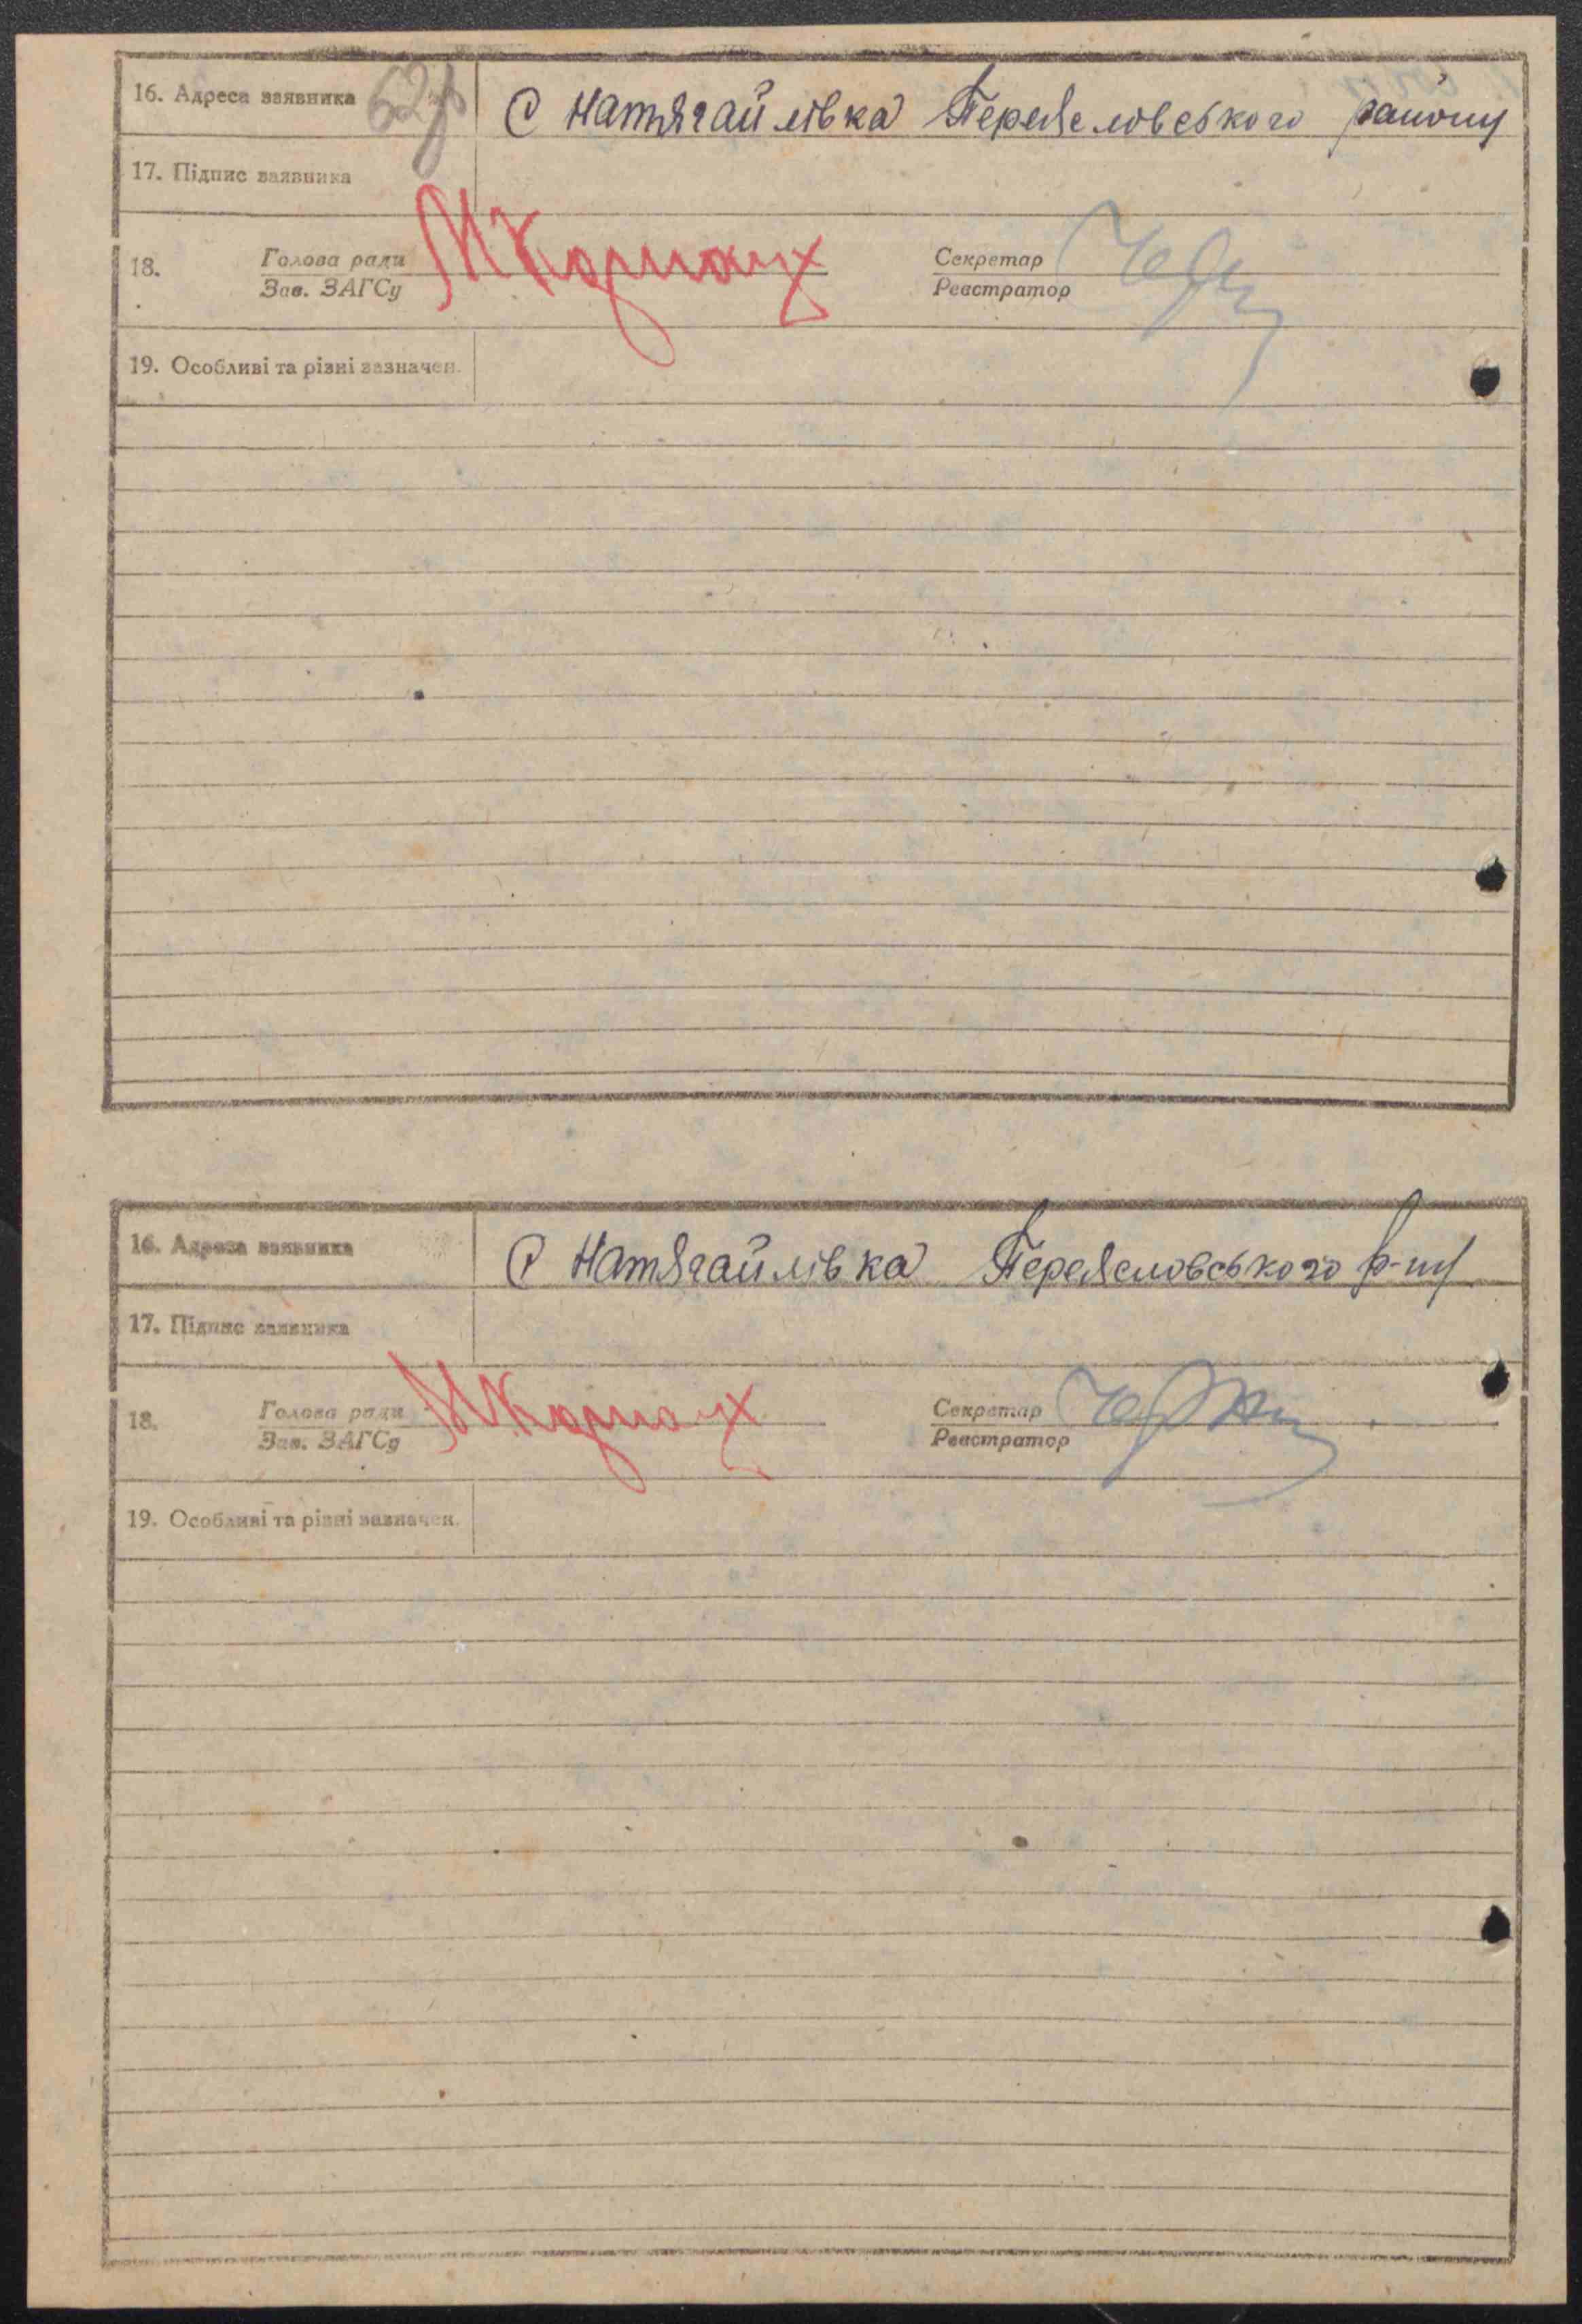 16. Адреса заявника С Натягайлівка Переясловського району
17. Підпис заявника
18. Голова ради Секретар
Зав. ЗАГСу Реєстратор
19. Особливі та різні зазначен.
16. Адреса заявника С Натягайлівка Переясловського р-ну
17. Підпис заявника
18. Голова ради Секретар
Зав. ЗАГСу Реєстратор
19. Особливі та різні зазначен.